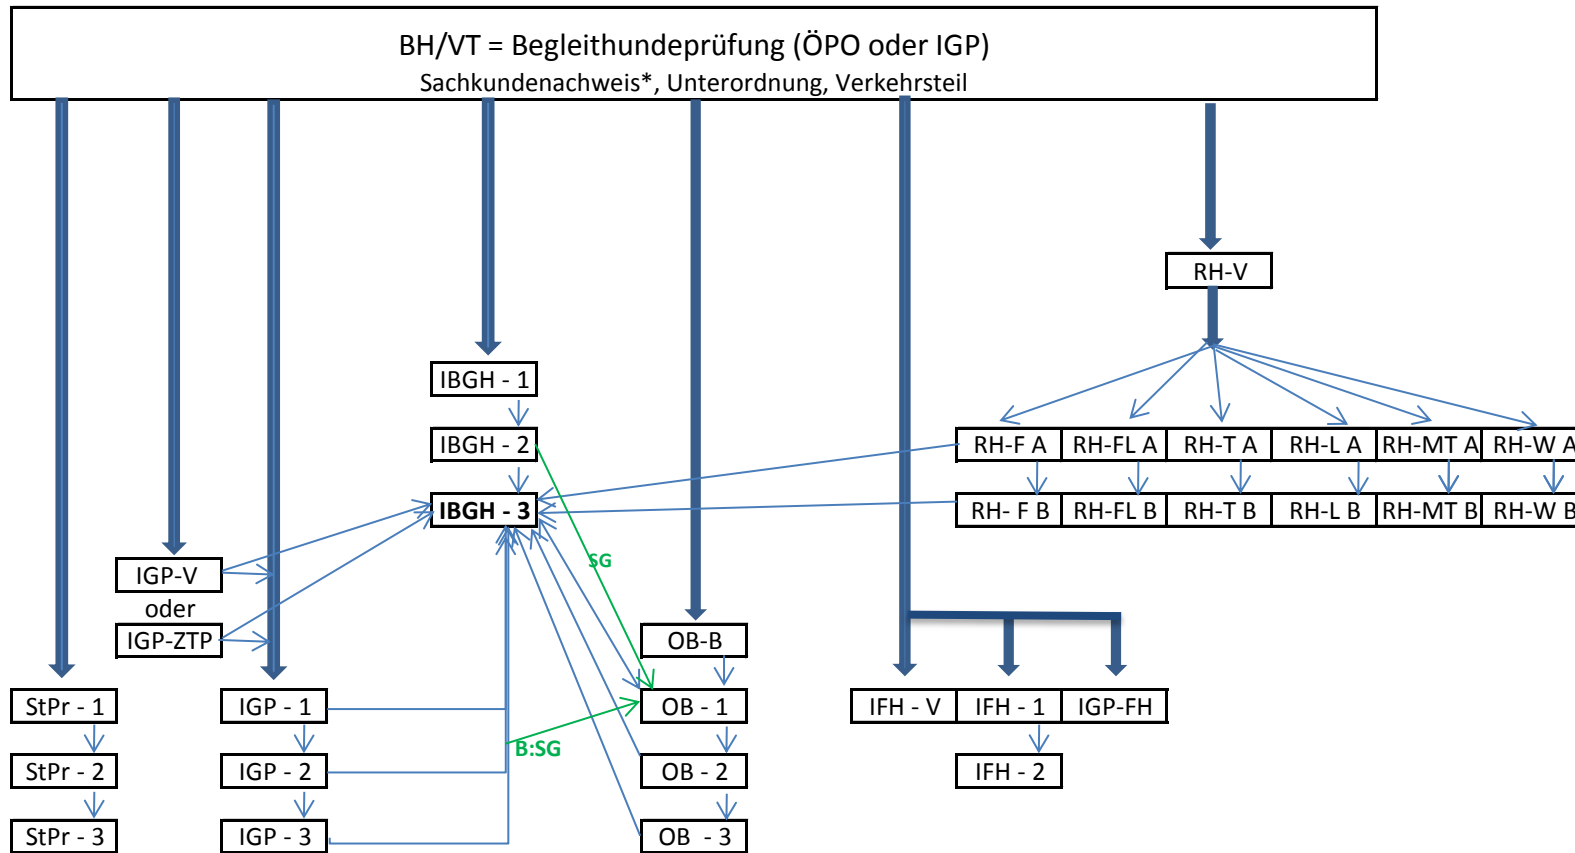 BH/VT = Begleithundeprüfung (ÖPO oder IGP)
Sachkundenachweis*, Unterordnung, Verkehrsteil
RH-V
IBGH - 1
IBGH - 2
RH-F A RH-FL A RH-T A RH-L A RH-MT A RH-W A
IBGH - 3
RH- F B RH-FL B RH-T B RH-L B RH-MT B RH-W B
SG
IGP-V
oder
IGP-ZTP
OB-B
StPr - 1 IGP - 1 OB - 1 IFH - V IFH - 1 IGP-FH
B:SG
StPr - 2 IGP - 2 OB - 2 IFH - 2
StPr - 3 IGP - 3 OB - 3